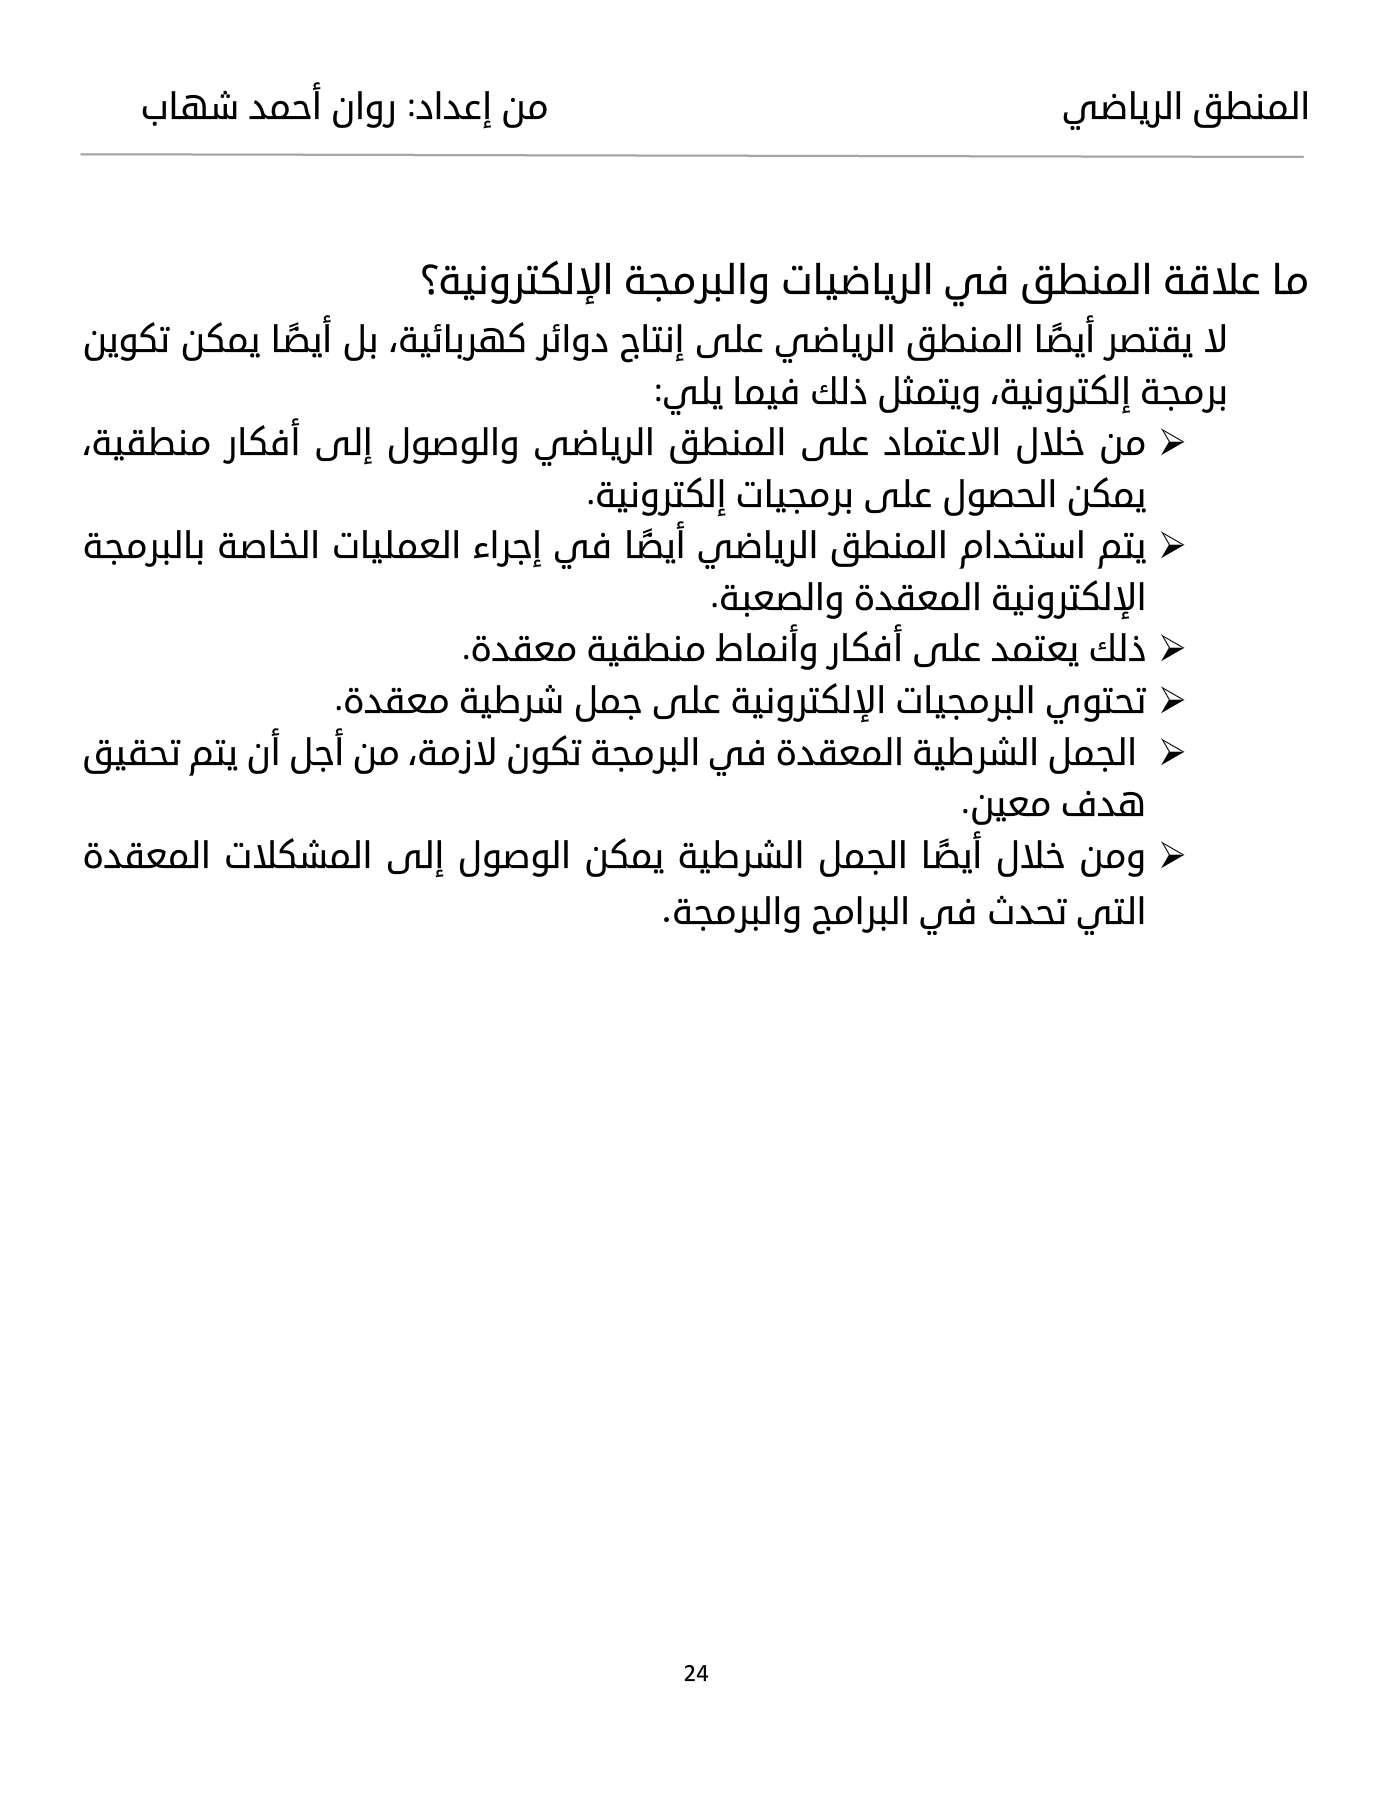 المنطق الرياضي من إعداد: روان أحمد شهاب
ما علاقة المنطق في الرياضيات والبرمجة الإلكترونية؟
لا يقتصر أيضًا المنطق الرياضي على إنتاج دوائر كهربائية، بل أيضًا يمكن تكوين
برمجة إلكترونية، ويتمثل ذلك فيما يلي:
➢ من خلال الاعتماد على المنطق الرياضي والوصول إلى أفكار منطقية،
يمكن الحصول على برمجيات إلكترونية.
➢ يتم استخدام المنطق الرياضي أيضًا في إجراء العمليات الخاصة بالبرمجة
الإلكترونية المعقدة والصعبة.
➢ ذلك يعتمد على أفكار وأنماط منطقية معقدة.
➢ تحتوي البرمجيات الإلكترونية على جمل شرطية معقدة.
➢ الجمل الشرطية المعقدة في البرمجة تكون لازمة، من أجل أن يتم تحقيق
هدف معين.
➢ ومن خلال أيضًا الجمل الشرطية يمكن الوصول إلى المشكلات المعقدة
التي تحدث في البرامج والبرمجة.
24